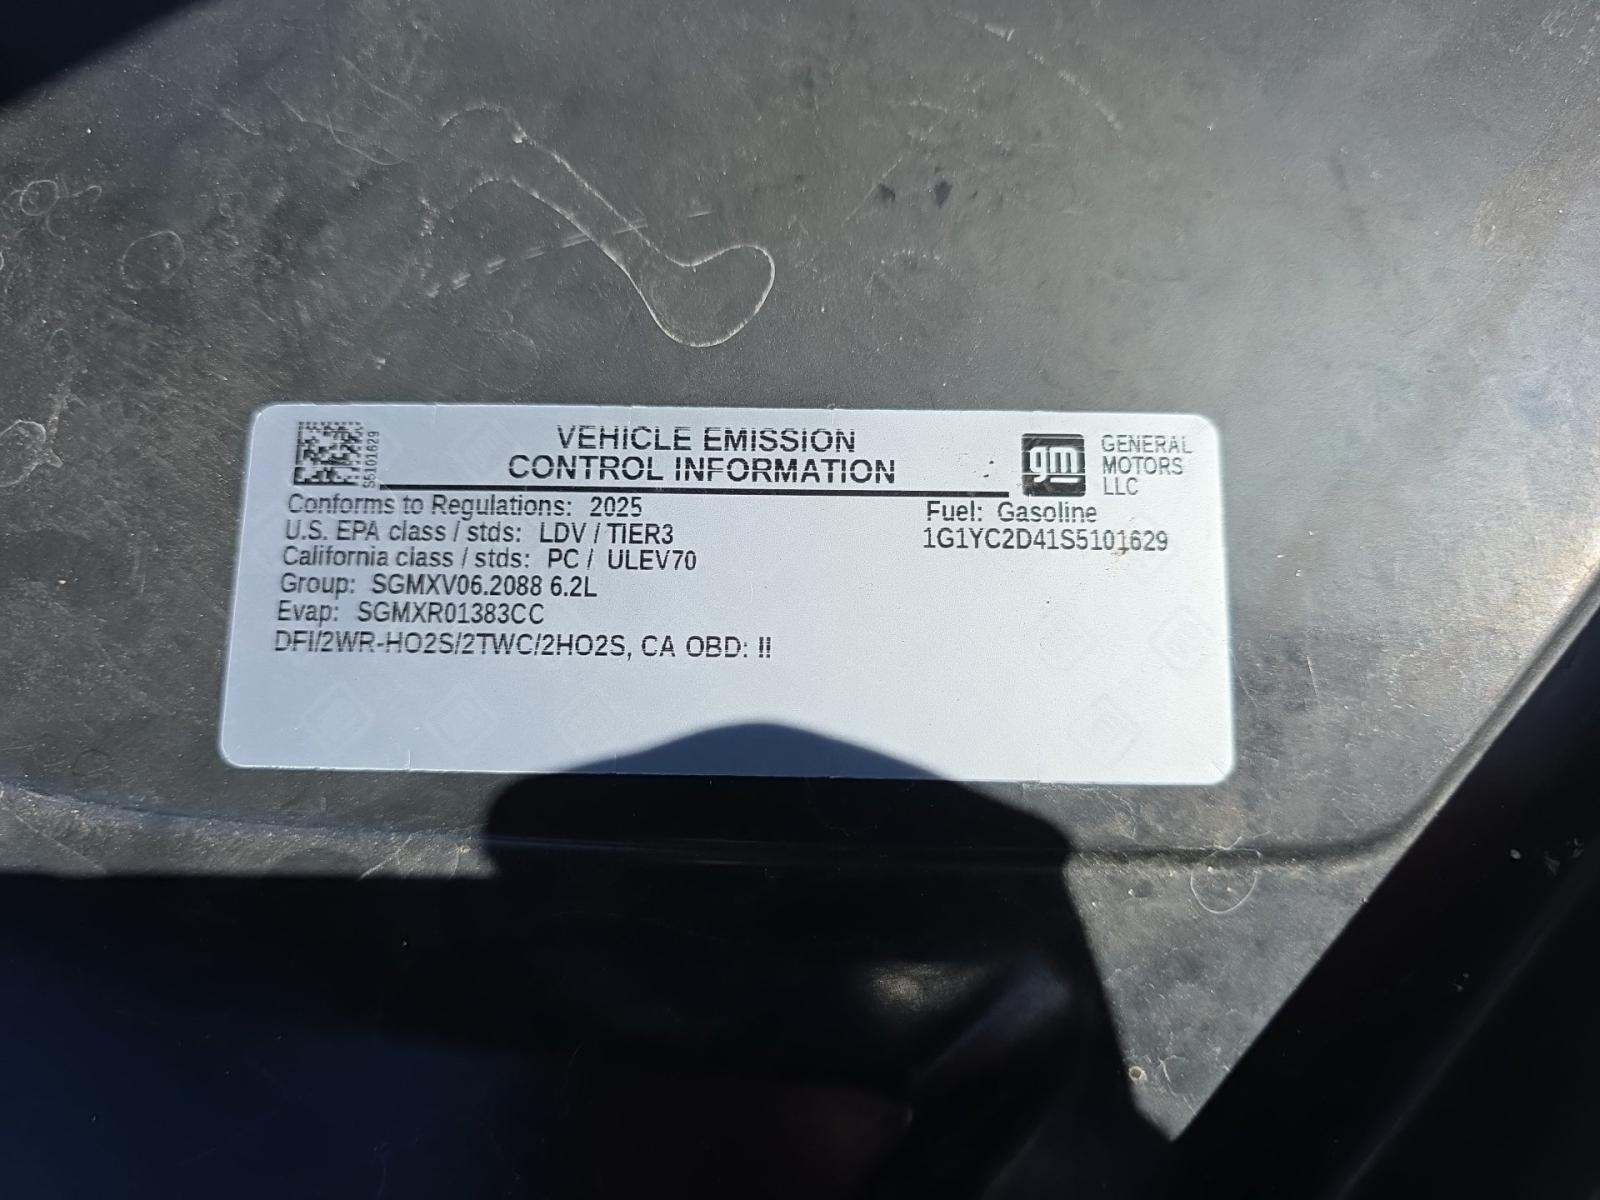 S5101629
VEHICLE EMISSION
CONTROL INFORMATION
gm
GENERAL
MOTORS
LLC
Conforms to Regulations: 2025
U.S. EPA class / stds: LDV / TIER3
California class / stds: PC / ULEV70
Group: SGMXV06.2088 6.2L
Evap: SGMXR01383CC
DFI/2WR-HO2S/2TWC/2HO2S, CA OBD: II
Fuel: Gasoline
1G1YC2D41S5101629